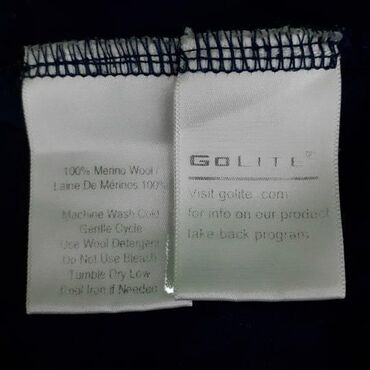 100% Merino Wool /
Laine De Mérinos 100%
Machine Wash Cold
Gentle Cycle
Use Wool Detergent
Do Not Use Bleach
Tumble Dry Low
Cool Iron if Needed
GOLITE
Visit golite.com
for info on our product
take-back program.